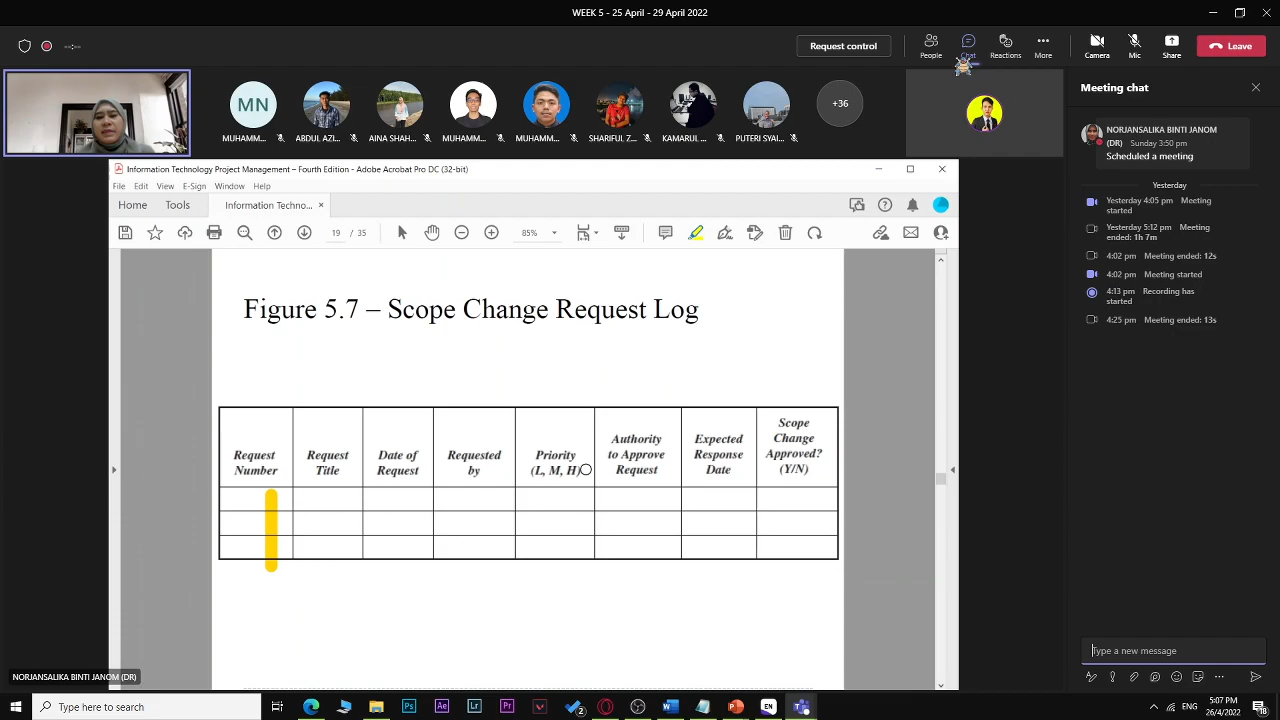 WEEK 5 - 25 April - 29 April 2022
--:--
Request control
People
Chat
Reactions
More
Camera
Mic
Share
Leave
MN
+36
MUHAMM...
ABDUL AZI...
AINA SHAH...
MUHAMM...
MUHAMM...
SHARIFUL Z...
KAMARUL ...
PUTERI SYAI...
Meeting chat
NORJANSALIKA BINTI JANOM
(DR) Sunday 3:50 pm
Scheduled a meeting
Yesterday
Yesterday 4:05 pm Meeting
started
Yesterday 5:12 pm Meeting
ended: 1h 7m
4:02 pm Meeting ended: 12s
4:02 pm Meeting started
4:13 pm Recording has
started
4:25 pm Meeting ended: 13s
Type a new message
Information Technology Project Management – Fourth Edition - Adobe Acrobat Pro DC (32-bit)
File Edit View E-Sign Window Help
Home Tools Information Techno... ×
19 / 35
85%
Figure 5.7 – Scope Change Request Log
Request
Number
Request
Title
Date of
Request
Requested
by
Priority
(L, M, H)
Authority
to Approve
Request
Expected
Response
Date
Scope
Change
Approved?
(Y/N)
NORJANSALIKA BINTI JANOM (DR)
Type here to search
Ps
Ae
Lr
Pr
EN
ENG
5:07 PM
26/4/2022